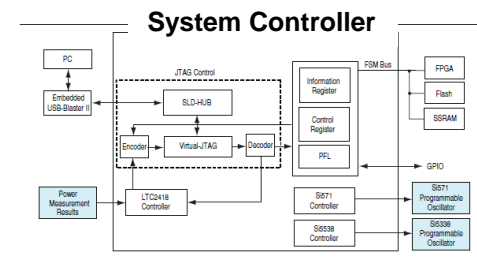 System Controller
PC
Embedded
USB-Blaster II
JTAG Control
SLD-HUB
Encoder
Virtual-JTAG
Decoder
LTC2418
Controller
Power
Measurement
Results
Information
Register
Control
Register
PFL
FSM Bus
FPGA
Flash
SSRAM
GPIO
Si571
Controller
Si571
Programmable
Oscillator
Si5538
Controller
Si5338
Programmable
Oscillator